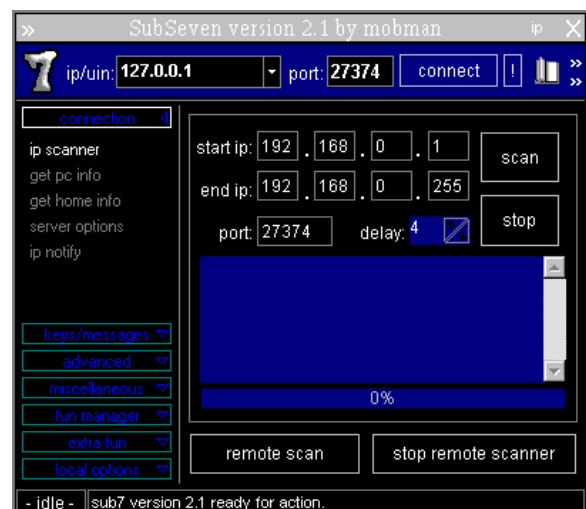 » SubSeven version 2.1 by mobman ip X
ip/uin: 127.0.0.1 port: 27374 connect ! »
connection
ip scanner
get pc info
get home info
server options
ip notify
keys/messages
advanced
miscellaneous
fun manager
extra fun
local options
start ip: 192 . 168 . 0 . 1 scan
end ip: 192 . 168 . 0 . 255
port: 27374 delay: 4 stop
0%
remote scan stop remote scanner
- idle - sub7 version 2.1 ready for action.